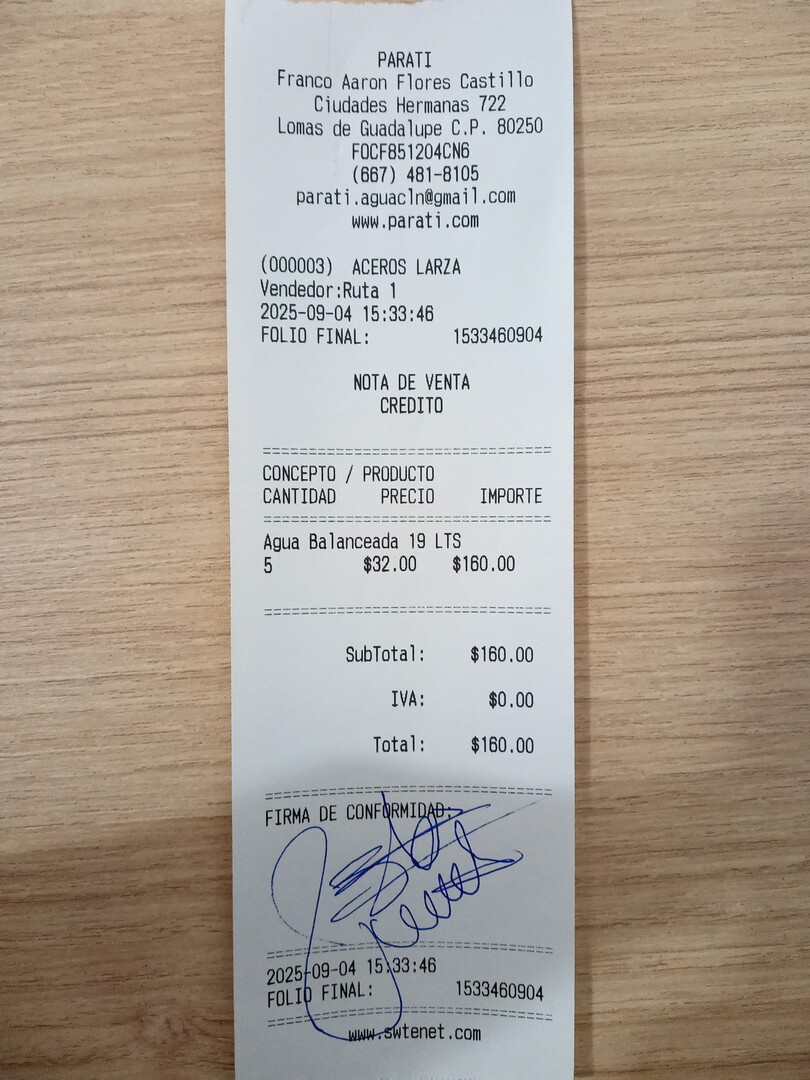 PARATI
Franco Aaron Flores Castillo
Ciudades Hermanas 722
Lomas de Guadalupe C.P. 80250
FOCF851204CN6
(667) 481-8105
parati.aguacln@gmail.com
www.parati.com
(000003) ACEROS LARZA
Vendedor:Ruta 1
2025-09-04 15:33:46
FOLIO FINAL: 1533460904
NOTA DE VENTA
CREDITO
CONCEPTO / PRODUCTO
CANTIDAD PRECIO IMPORTE
Agua Balanceada 19 LTS
5 $32.00 $160.00
SubTotal: $160.00
IVA: $0.00
Total: $160.00
FIRMA DE CONFORMIDAD:
2025-09-04 15:33:46
FOLIO FINAL: 1533460904
www.swtenet.com